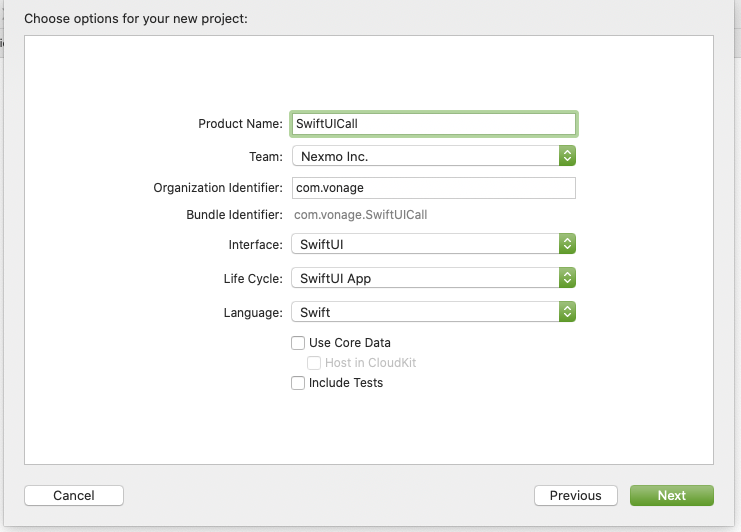 Choose options for your new project:
Product Name: SwiftUICall
Team: Nexmo Inc.
Organization Identifier: com.vonage
Bundle Identifier: com.vonage.SwiftUICall
Interface: SwiftUI
Life Cycle: SwiftUI App
Language: Swift
Use Core Data
Host in CloudKit
Include Tests
Cancel Previous Next